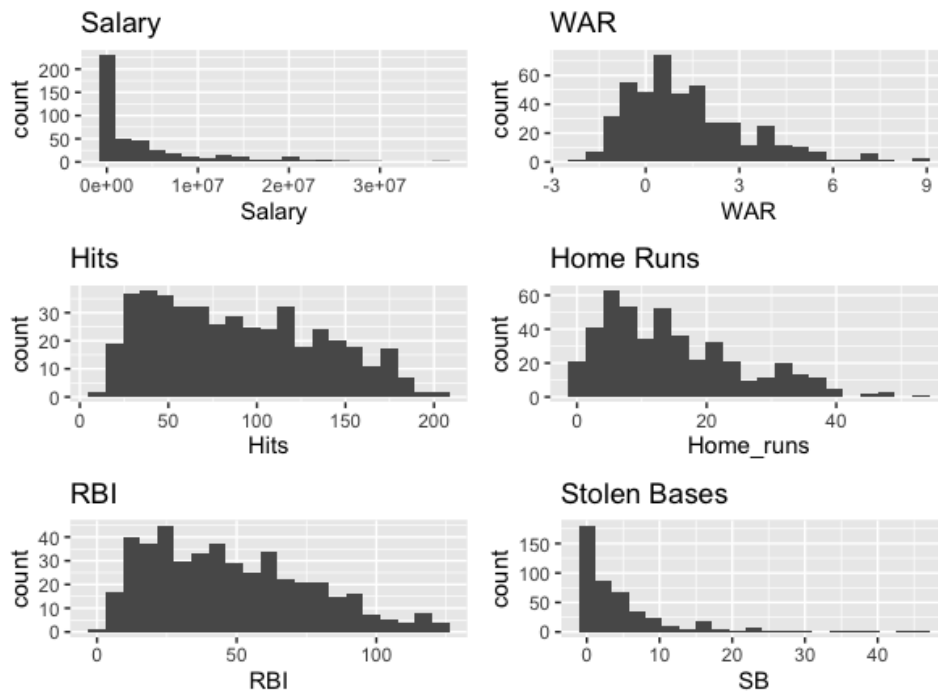 Salary
count
200
150
100
50
0
0e+00 1e+07 2e+07 3e+07
Salary
WAR
count
60
40
20
0
-3 0 3 6 9
WAR
Hits
count
30
20
10
0
0 50 100 150 200
Hits
Home Runs
count
60
40
20
0
0 20 40
Home_runs
RBI
count
40
30
20
10
0
0 50 100
RBI
Stolen Bases
count
150
100
50
0
0 10 20 30 40
SB